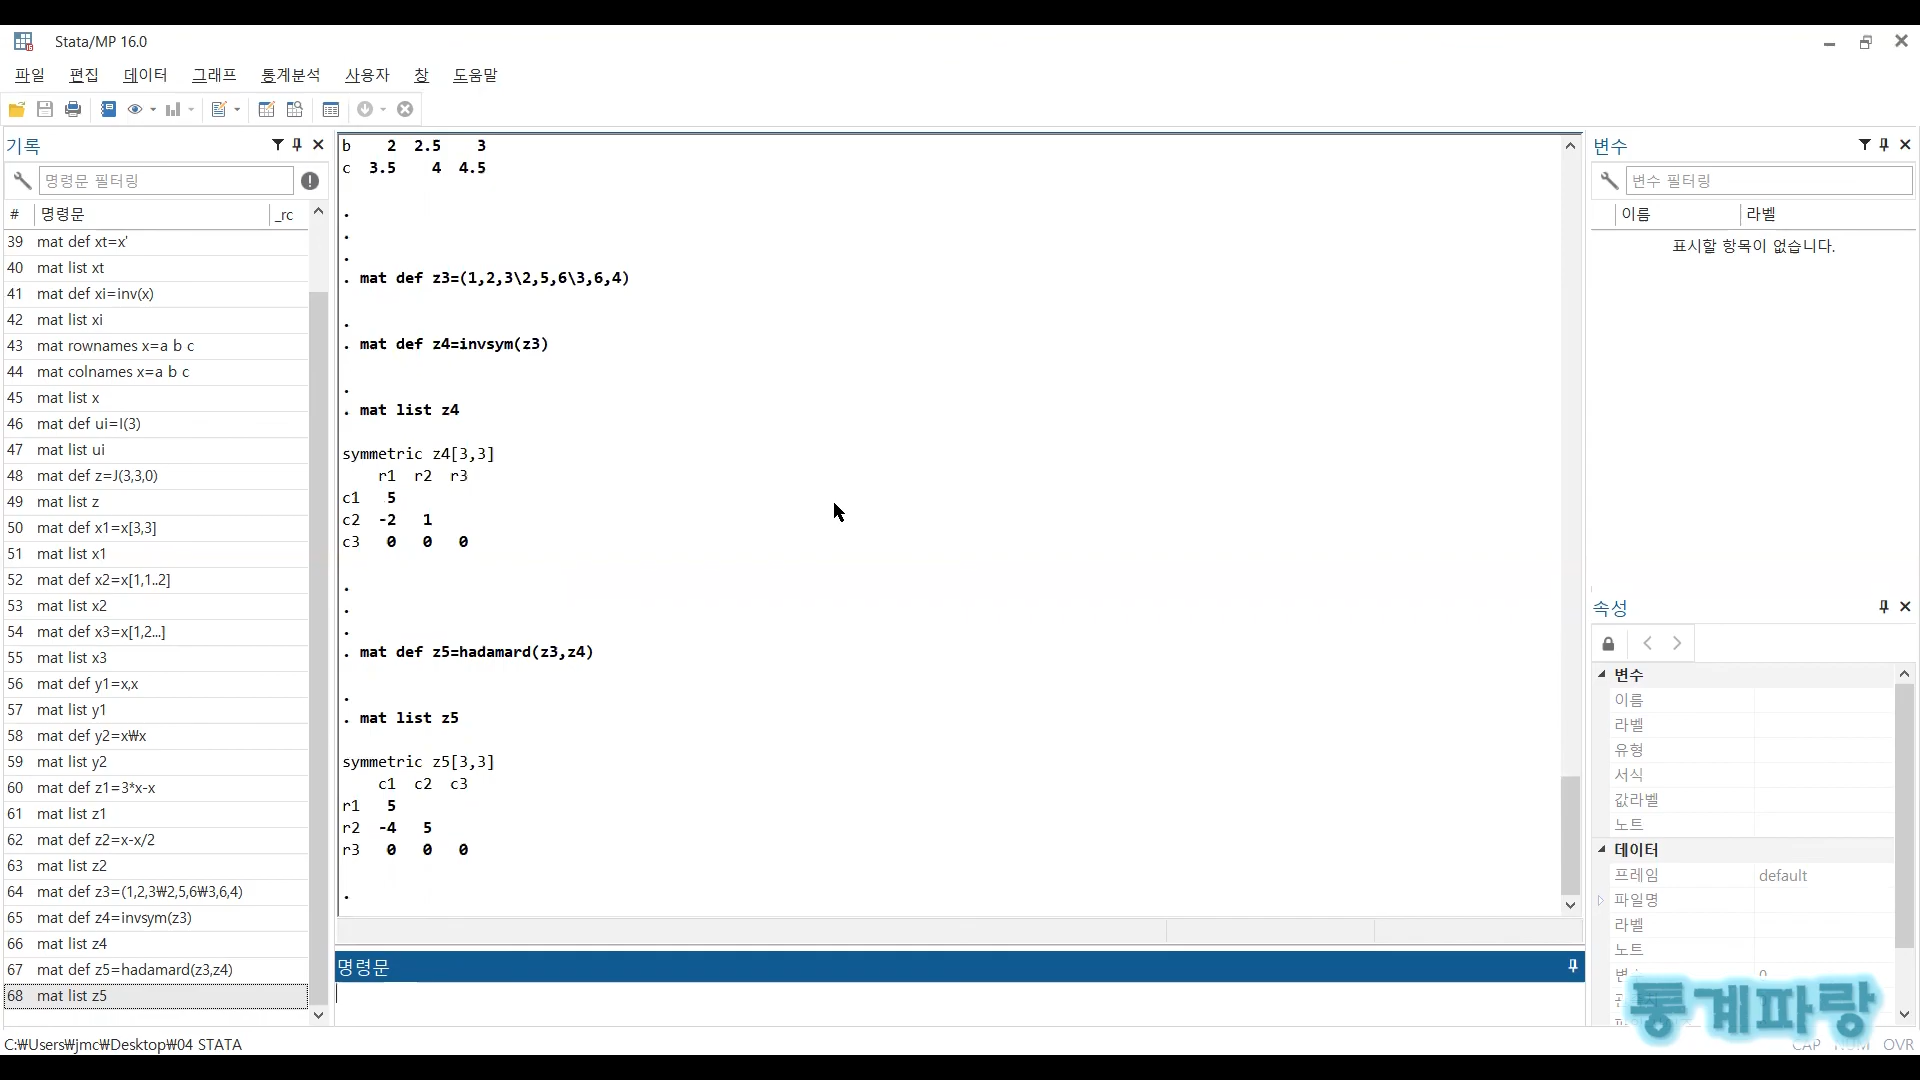 Stata/MP 16.0
파일 편집 데이터 그래프 통계분석 사용자 창 도움말
기록
명령문 필터링
# 명령문 _rc
39 mat def xt=x'
40 mat list xt
41 mat def xi=inv(x)
42 mat list xi
43 mat rownames x=a b c
44 mat colnames x=a b c
45 mat list x
46 mat def ui=I(3)
47 mat list ui
48 mat def z=J(3,3,0)
49 mat list z
50 mat def x1=x[3,3]
51 mat list x1
52 mat def x2=x[1,1..2]
53 mat list x2
54 mat def x3=x[1,2...]
55 mat list x3
56 mat def y1=x,x
57 mat list y1
58 mat def y2=x₩x
59 mat list y2
60 mat def z1=3*x-x
61 mat list z1
62 mat def z2=x-x/2
63 mat list z2
64 mat def z3=(1,2,3₩2,5,6₩3,6,4)
65 mat def z4=invsym(z3)
66 mat list z4
67 mat def z5=hadamard(z3,z4)
68 mat list z5
b 2 2.5 3
c 3.5 4 4.5
.
.
.
. mat def z3=(1,2,3\2,5,6\3,6,4)
.
. mat def z4=invsym(z3)
.
. mat list z4
symmetric z4[3,3]
r1 r2 r3
c1 5
c2 -2 1
c3 0 0 0
.
.
.
. mat def z5=hadamard(z3,z4)
.
. mat list z5
symmetric z5[3,3]
c1 c2 c3
r1 5
r2 -4 5
r3 0 0 0
.
명령문
변수
변수 필터링
이름 라벨
표시할 항목이 없습니다.
속성
변수
이름
라벨
유형
서식
값라벨
노트
데이터
프레임 default
파일명
라벨
노트
통계파랑
C:₩Users₩jmc₩Desktop₩04 STATA
CAP NUM OVR